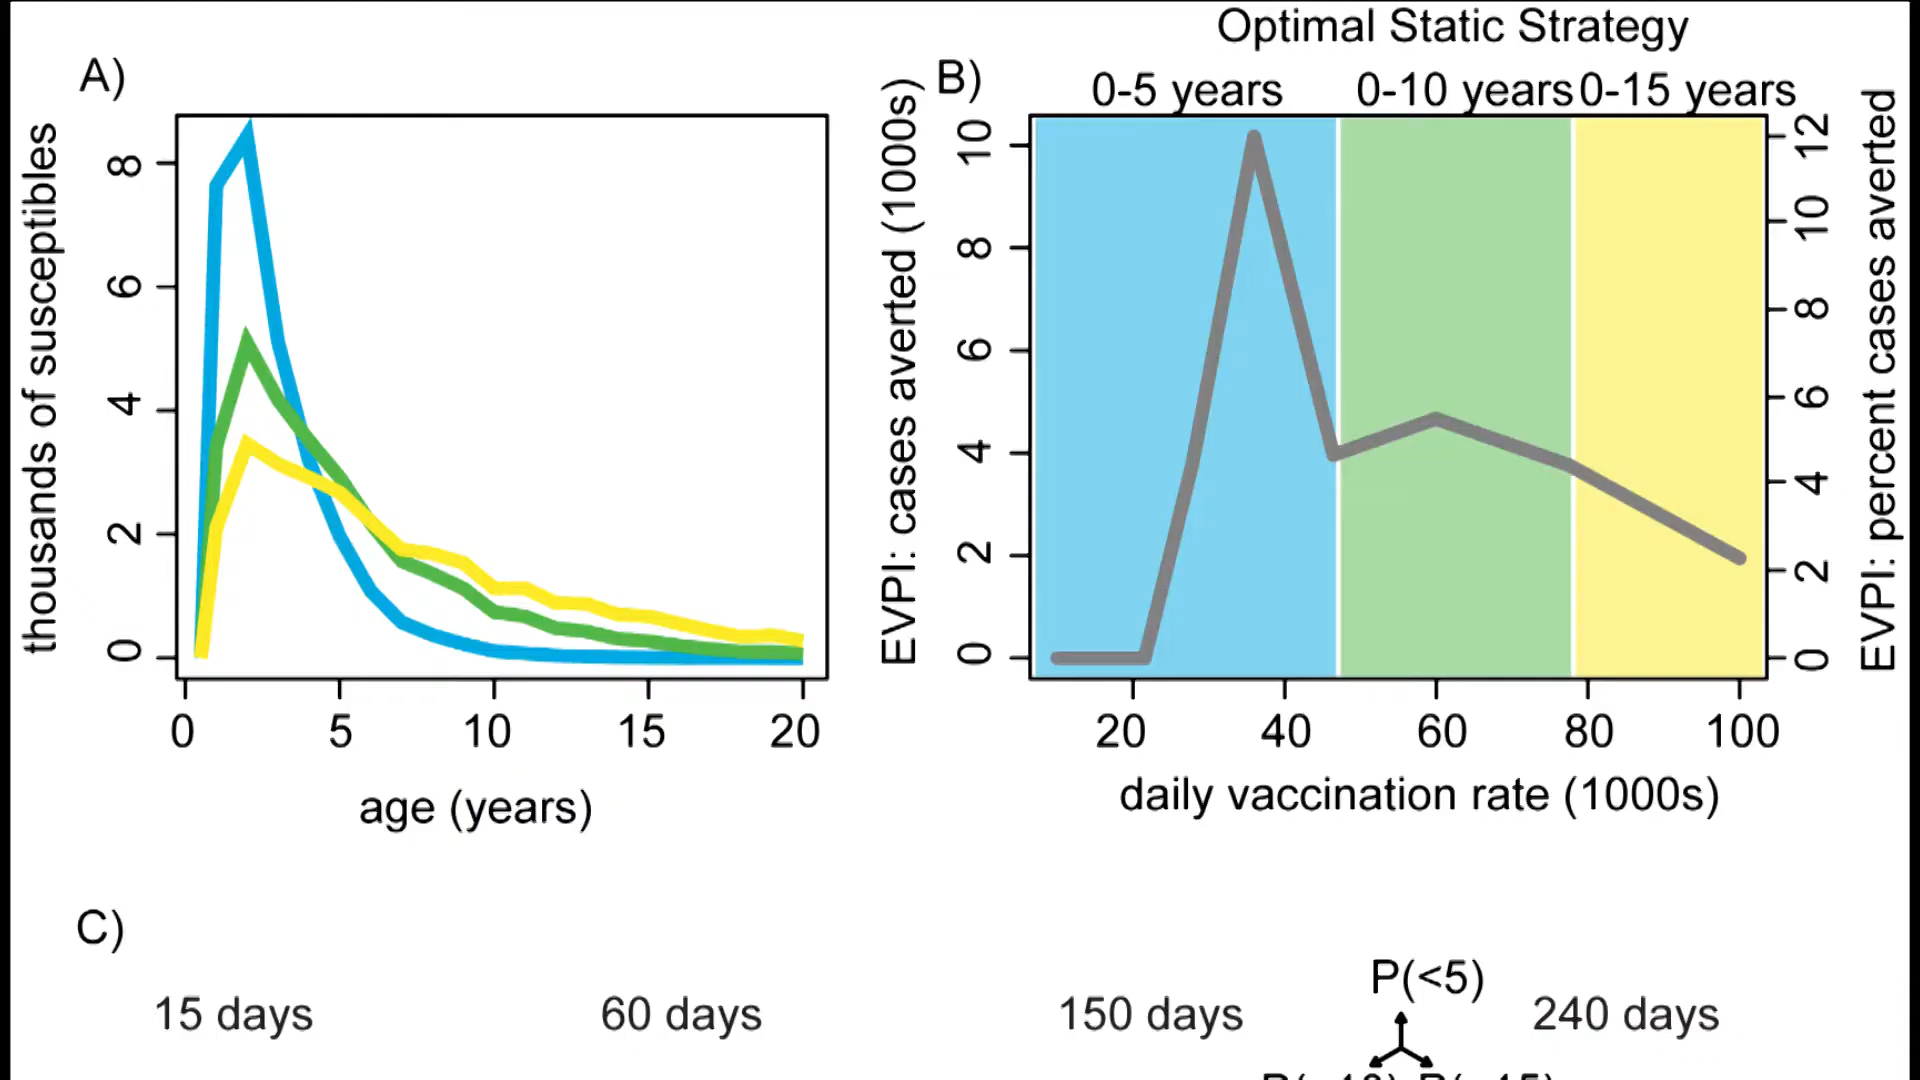 Optimal Static Strategy
A)
B)
0-5 years 0-10 years 0-15 years
thousands of susceptibles
0 2 4 6 8
0 5 10 15 20
age (years)
EVPI: cases averted (1000s)
0 2 4 6 8 10
20 40 60 80 100
daily vaccination rate (1000s)
0 2 4 6 8 10 12
EVPI: percent cases averted
C)
15 days 60 days 150 days 240 days
P(<5)